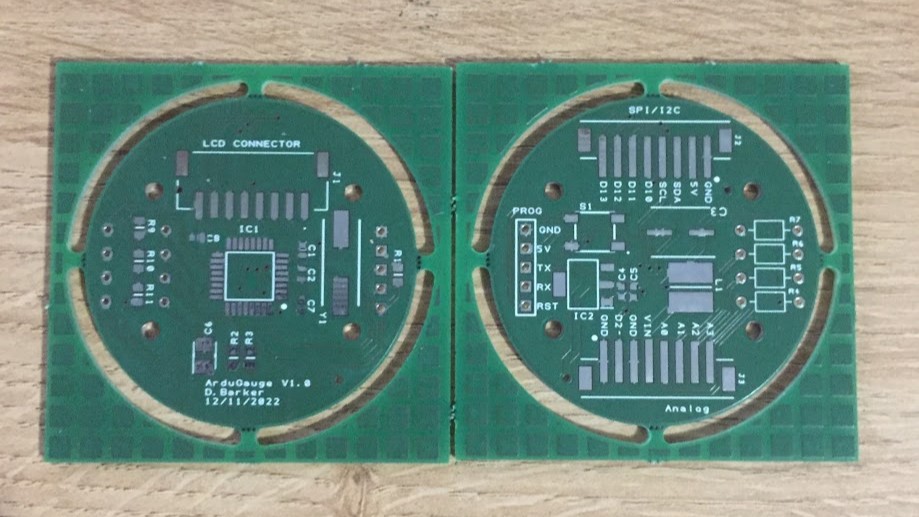 LCD CONNECTOR
J1
R9
C8
IC1
R10
C1
R1
C2
R11
C7
Y1
C6
R2
R3
ArduGauge V1.0
D.Barker
12/11/2022
SPI/I2C
J2
D13
D12
D11
D10
SCL
SDA
5V
GND
PROG
S1
C3
R7
GND
5V
R6
TX
R5
RX
C4
C5
L1
R4
RST
IC2
GND
D2
GND
VIN
A0
A1
A2
A3
J3
Analog